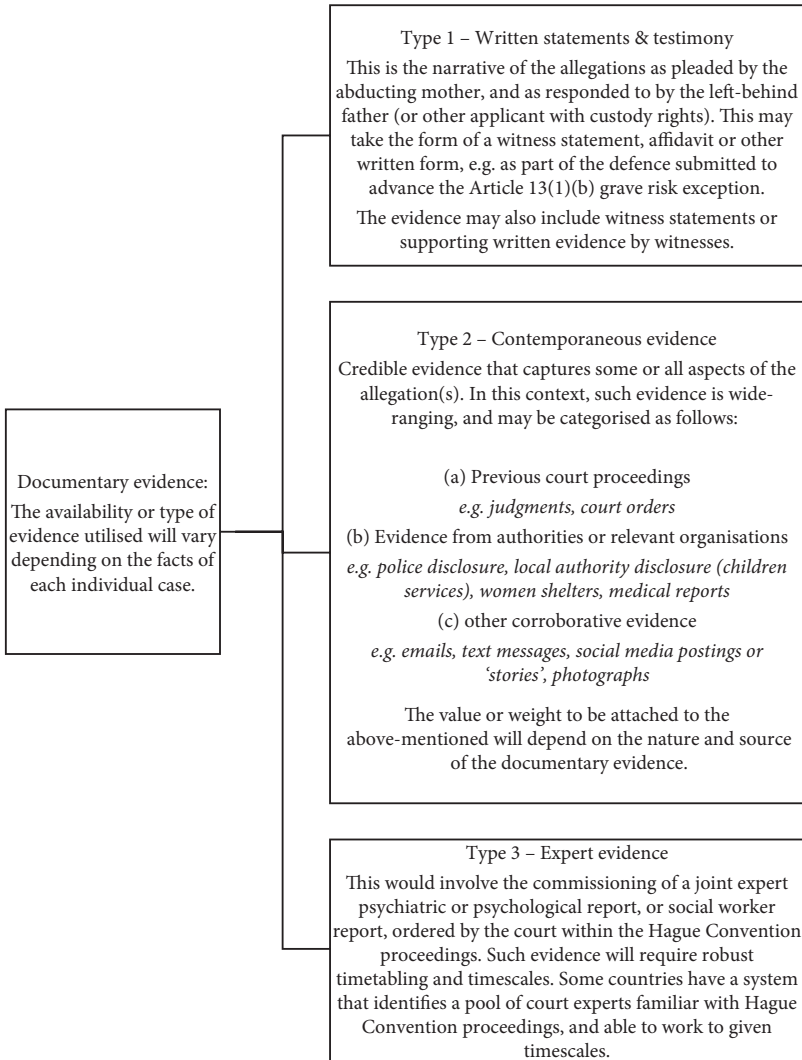 Type 1 – Written statements & testimony
This is the narrative of the allegations as pleaded by the
abducting mother, and as responded to by the left-behind
father (or other applicant with custody rights). This may
take the form of a witness statement, affidavit or other
written form, e.g. as part of the defence submitted to
advance the Article 13(1)(b) grave risk exception.
The evidence may also include witness statements or
supporting written evidence by witnesses.
Documentary evidence:
The availability or type of
evidence utilised will vary
depending on the facts of
each individual case.
Type 2 – Contemporaneous evidence
Credible evidence that captures some or all aspects of the
allegation(s). In this context, such evidence is wide-
ranging, and may be categorised as follows:
(a) Previous court proceedings
e.g. judgments, court orders
(b) Evidence from authorities or relevant organisations
e.g. police disclosure, local authority disclosure (children
services), women shelters, medical reports
(c) other corroborative evidence
e.g. emails, text messages, social media postings or
‘stories’, photographs
The value or weight to be attached to the
above-mentioned will depend on the nature and source
of the documentary evidence.
Type 3 – Expert evidence
This would involve the commissioning of a joint expert
psychiatric or psychological report, or social worker
report, ordered by the court within the Hague Convention
proceedings. Such evidence will require robust
timetabling and timescales. Some countries have a system
that identifies a pool of court experts familiar with Hague
Convention proceedings, and able to work to given
timescales.